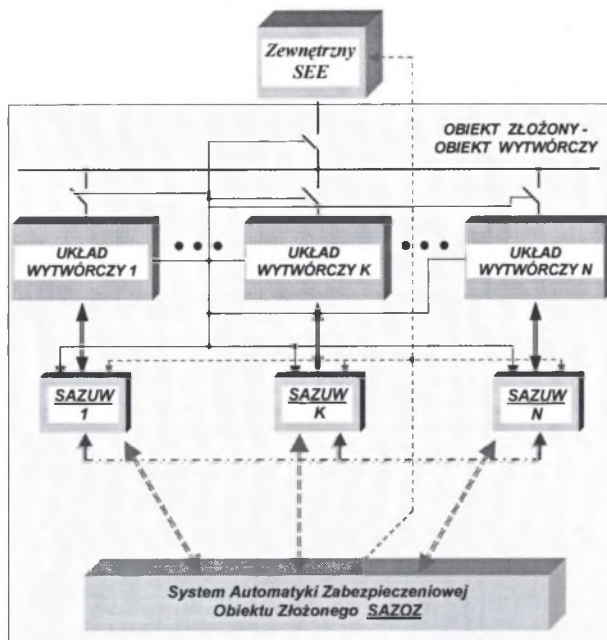 Zewnętrzny
SEE
OBIEKT ZŁOŻONY -
OBIEKT WYTWÓRCZY
UKŁAD
WYTWÓRCZY 1
UKŁAD
WYTWÓRCZY K
UKŁAD
WYTWÓRCZY N
SAZUW
1
SAZUW
K
SAZUW
N
System Automatyki Zabezpieczeniowej
Obiektu Złożonego SAZOZ